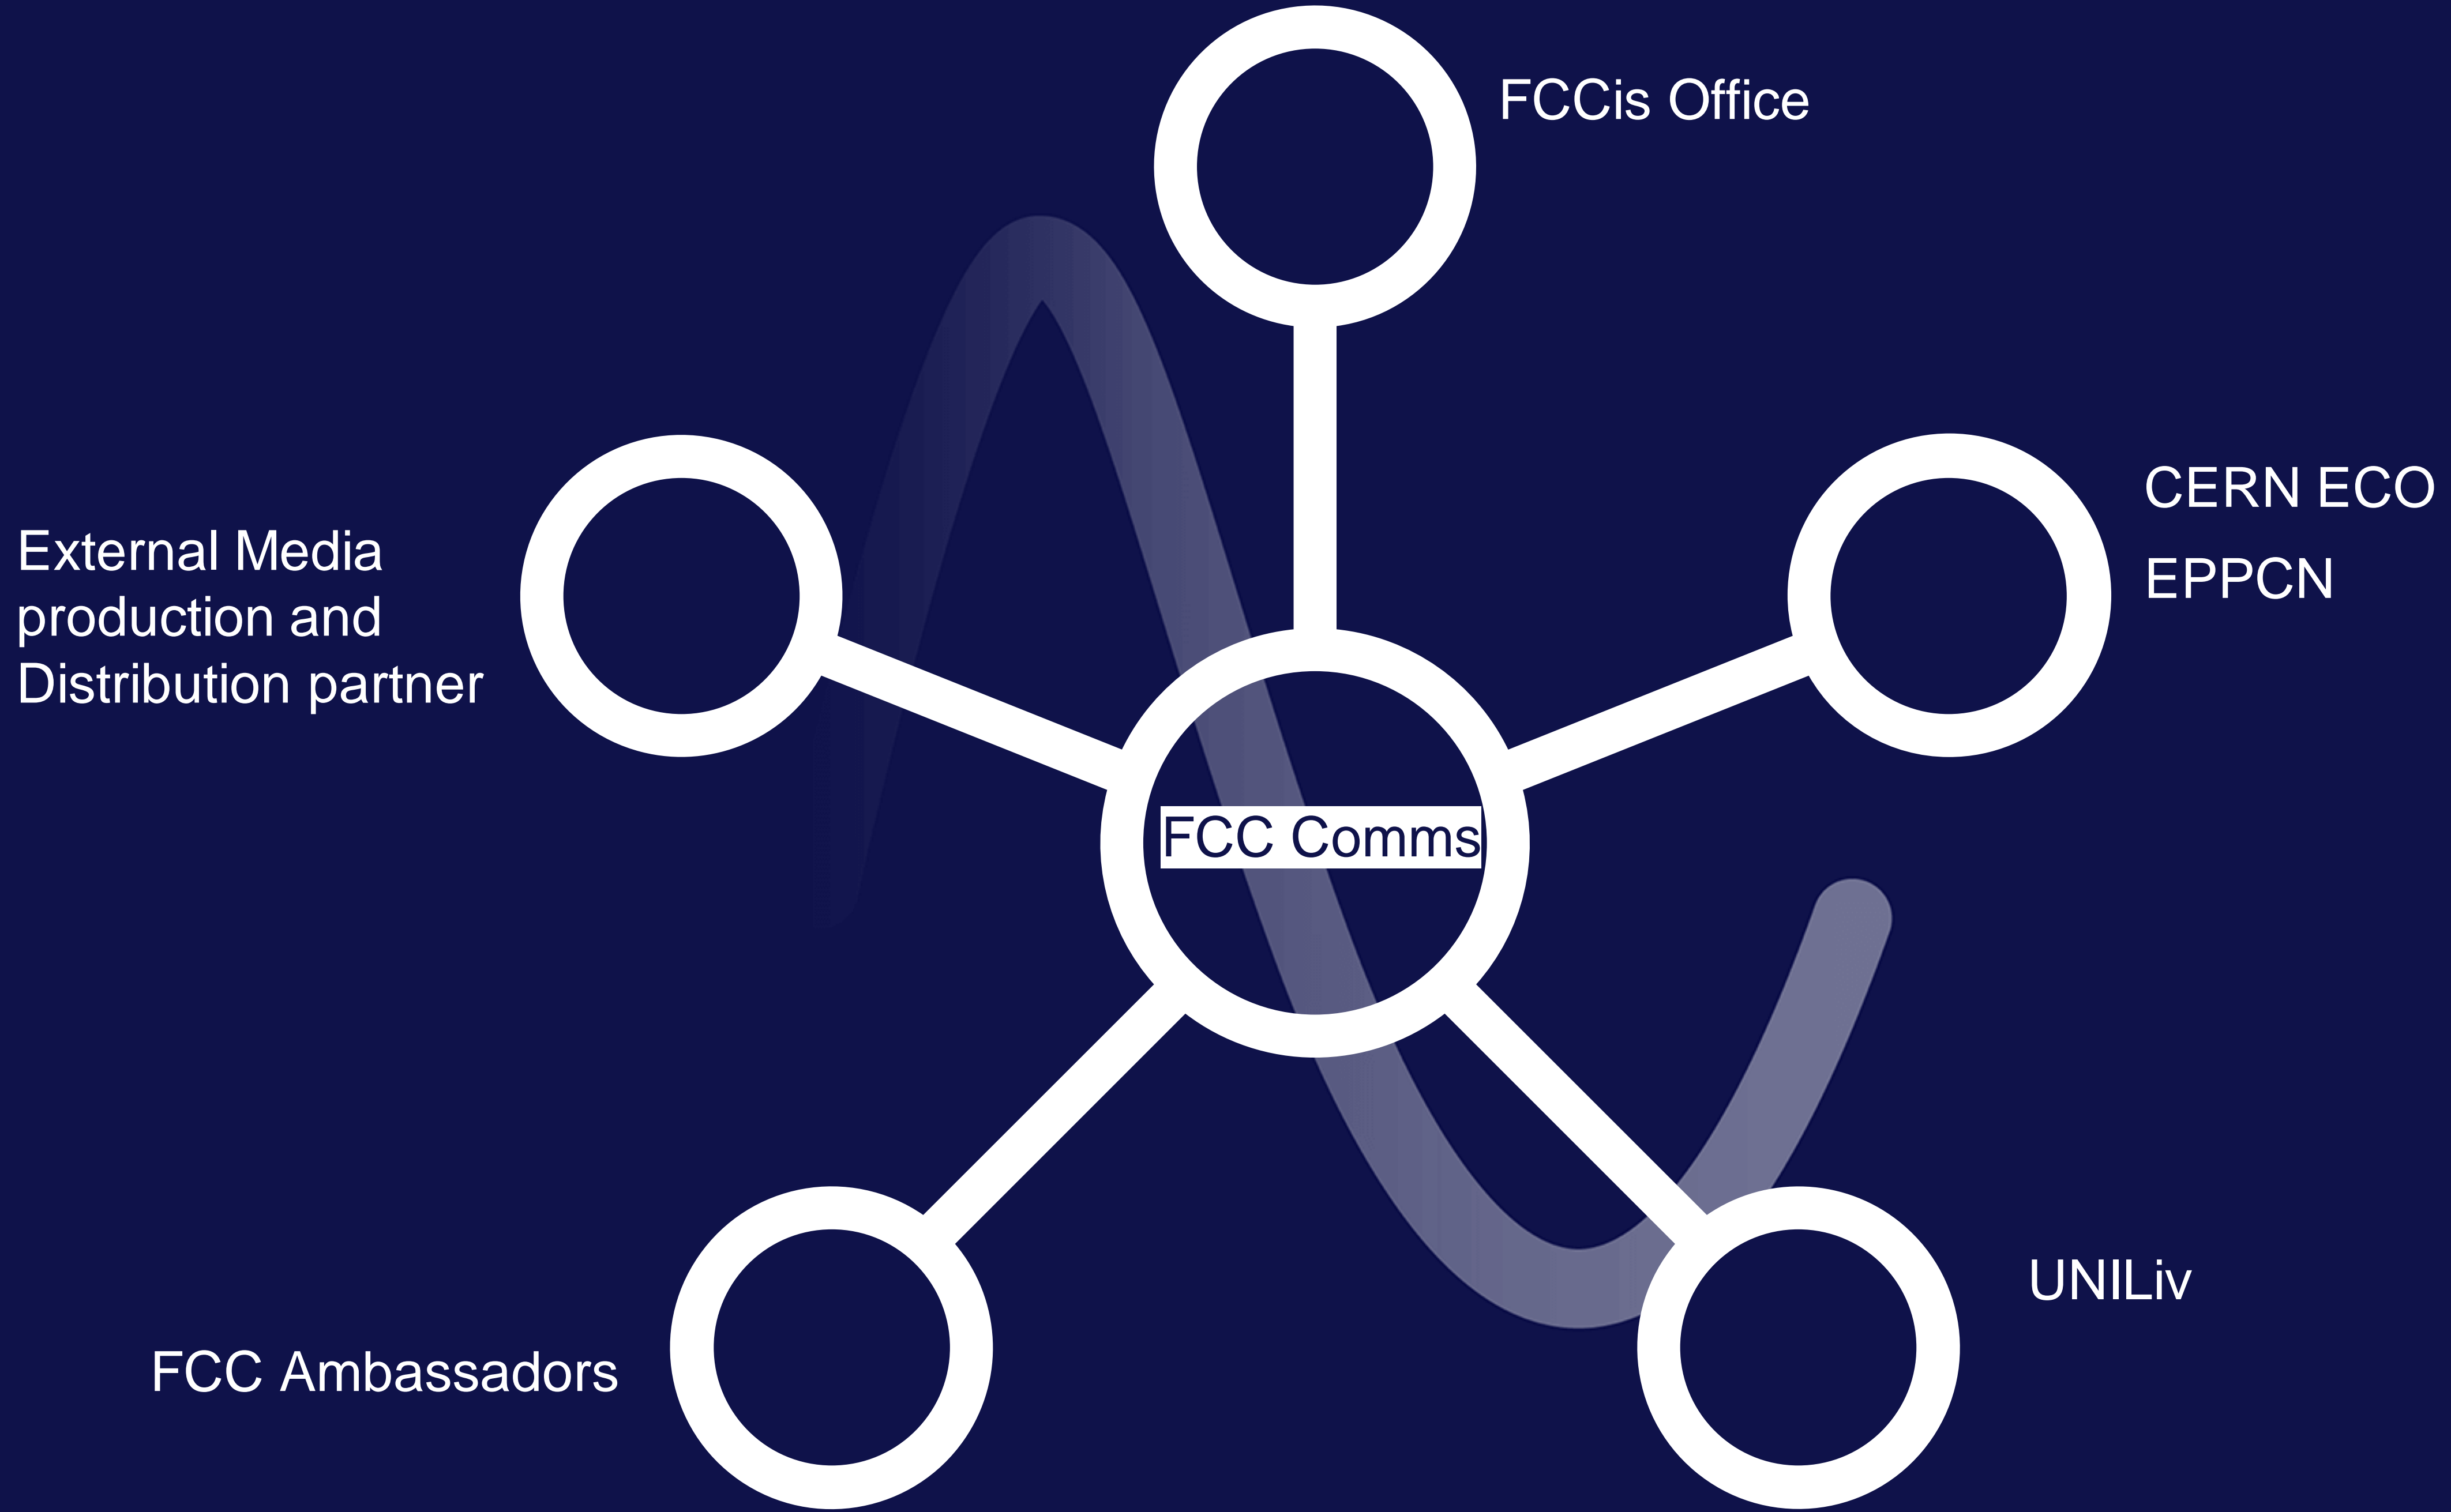 FCCis Office
CERN ECO
EPPCN
External Media
production and
Distribution partner
FCC Comms
UNILiv
FCC Ambassadors